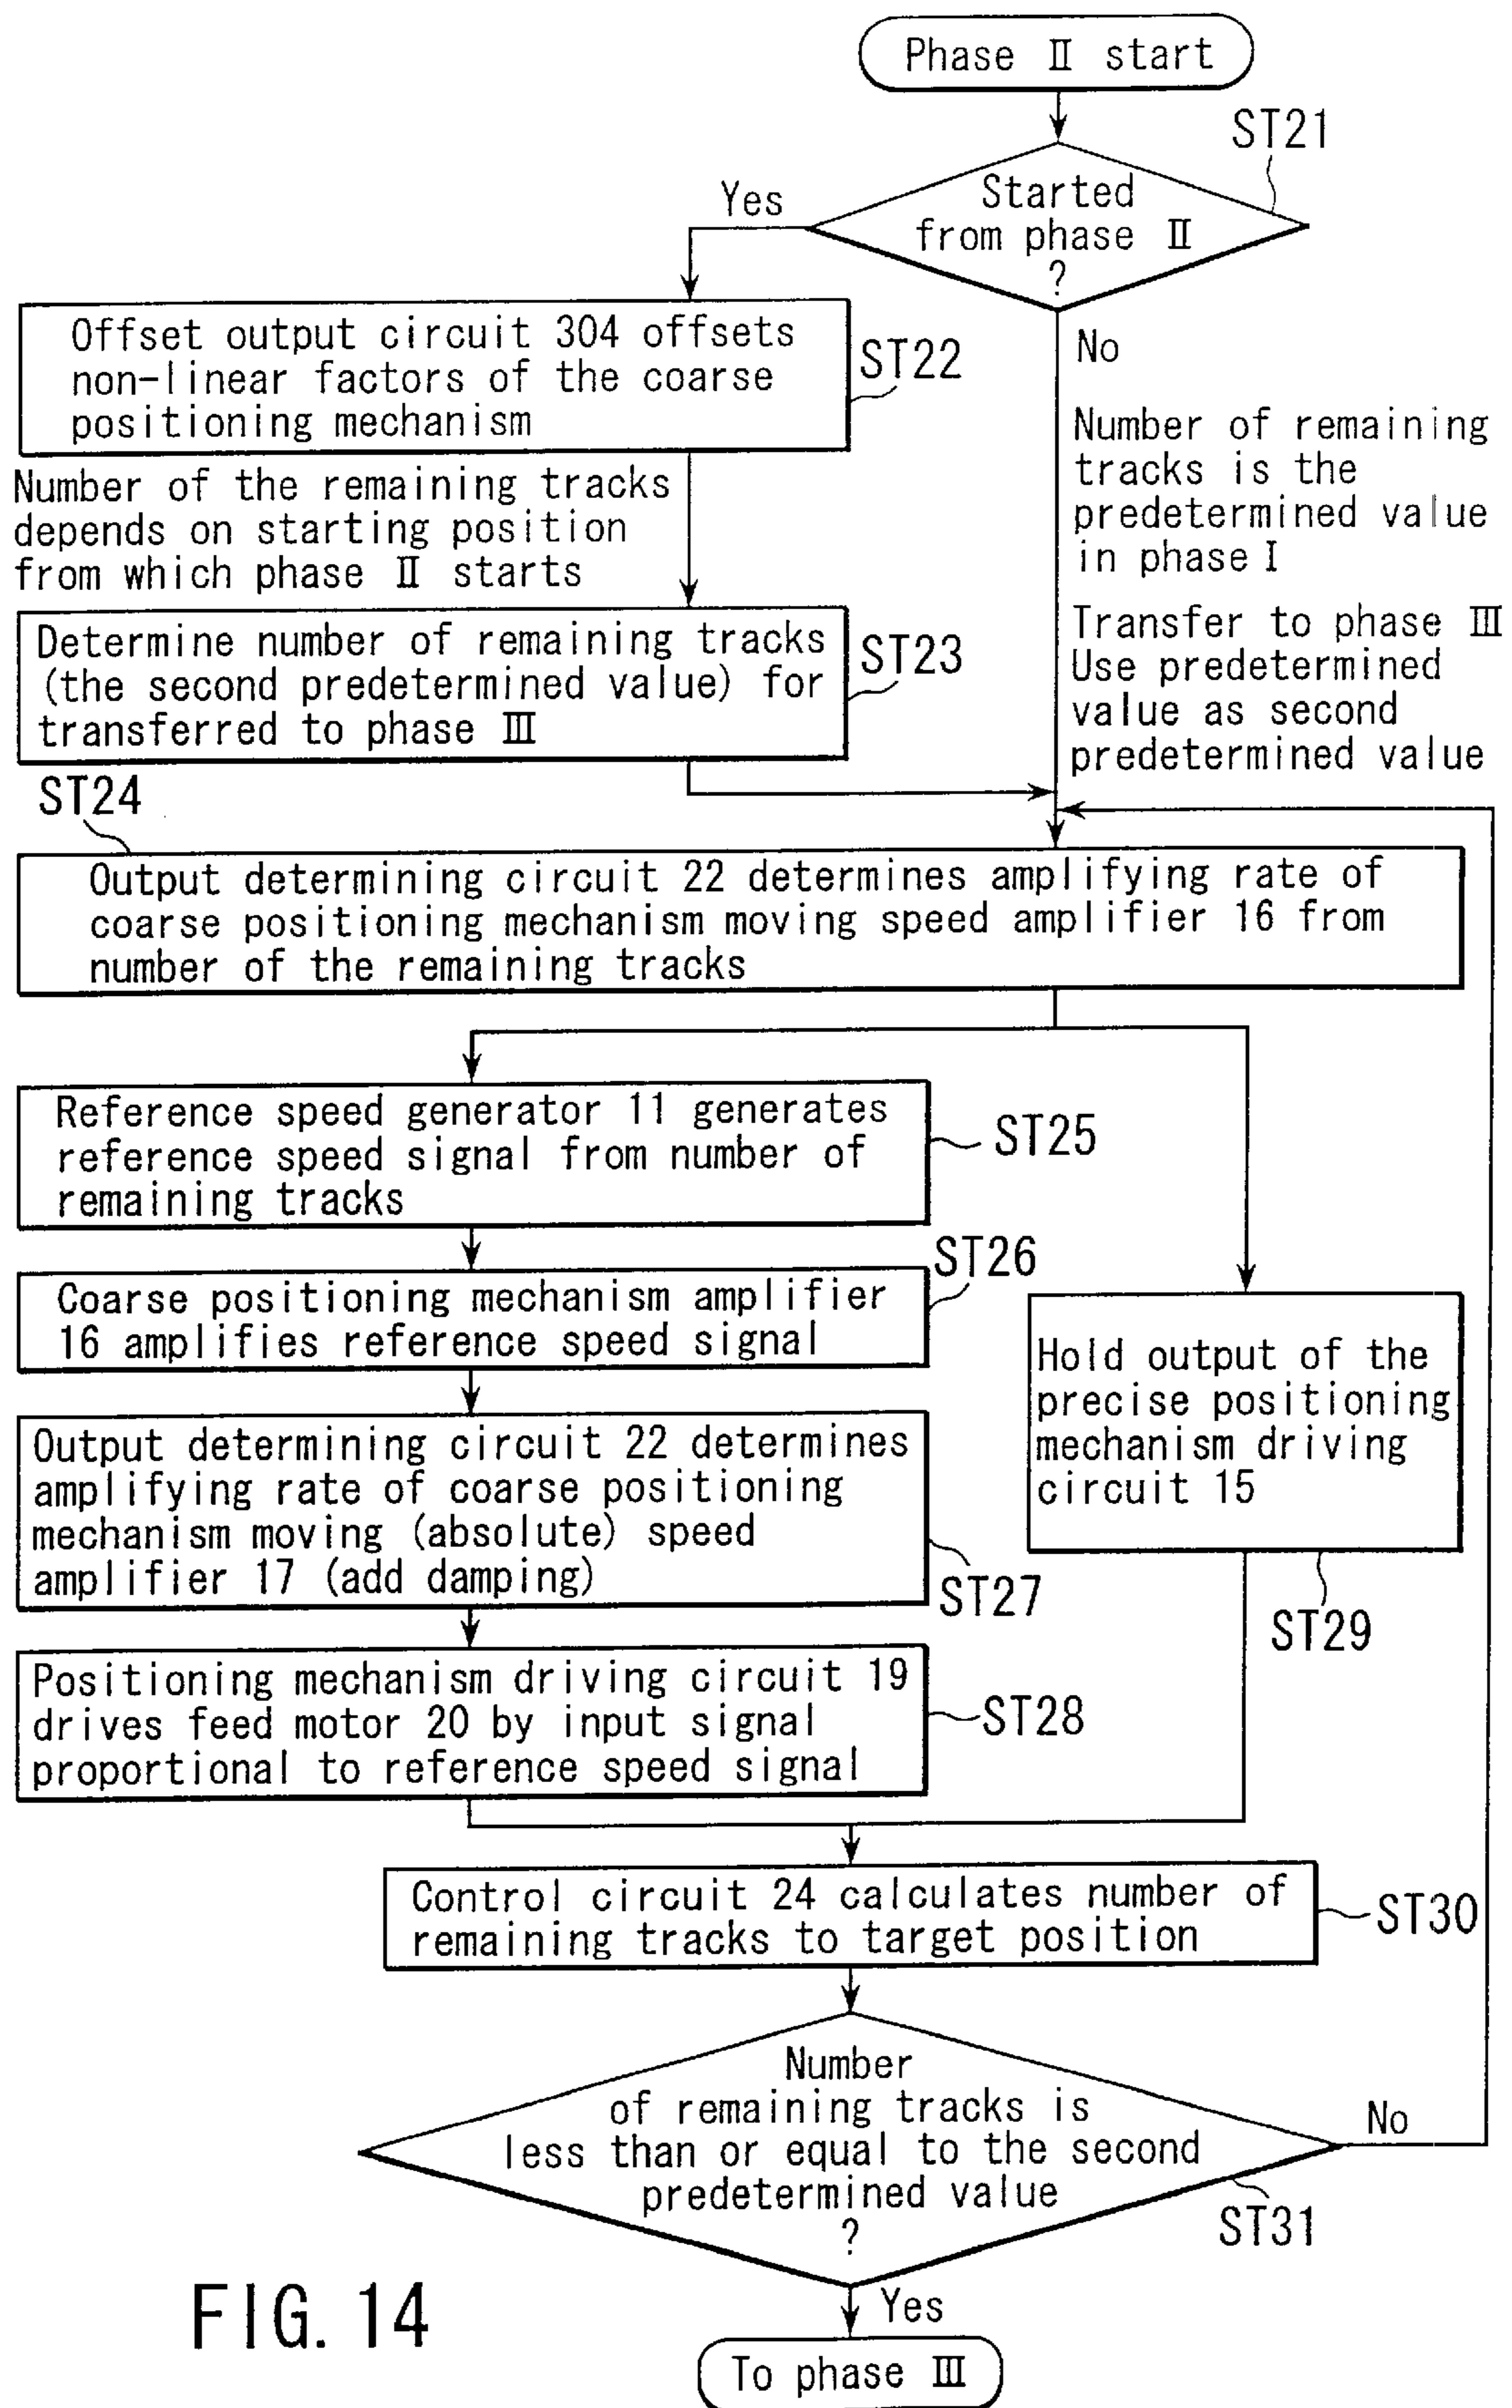 Phase II start
ST21
Started
from phase II
?
Yes
No
Offset output circuit 304 offsets
non-linear factors of the coarse
positioning mechanism
ST22
Number of remaining
tracks is the
predetermined value
in phase I
Number of the remaining tracks
depends on starting position
from which phase II starts
Transfer to phase III
Use predetermined
value as second
predetermined value
Determine number of remaining tracks
(the second predetermined value) for
transferred to phase III
ST23
ST24
Output determining circuit 22 determines amplifying rate of
coarse positioning mechanism moving speed amplifier 16 from
number of the remaining tracks
Reference speed generator 11 generates
reference speed signal from number of
remaining tracks
ST25
Coarse positioning mechanism amplifier
16 amplifies reference speed signal
ST26
Hold output of the
precise positioning
mechanism driving
circuit 15
ST29
Output determining circuit 22 determines
amplifying rate of coarse positioning
mechanism moving (absolute) speed
amplifier 17 (add damping)
ST27
Positioning mechanism driving circuit 19
drives feed motor 20 by input signal
proportional to reference speed signal
ST28
Control circuit 24 calculates number of
remaining tracks to target position
ST30
Number
of remaining tracks is
less than or equal to the second
predetermined value
?
No
ST31
Yes
To phase III
FIG. 14